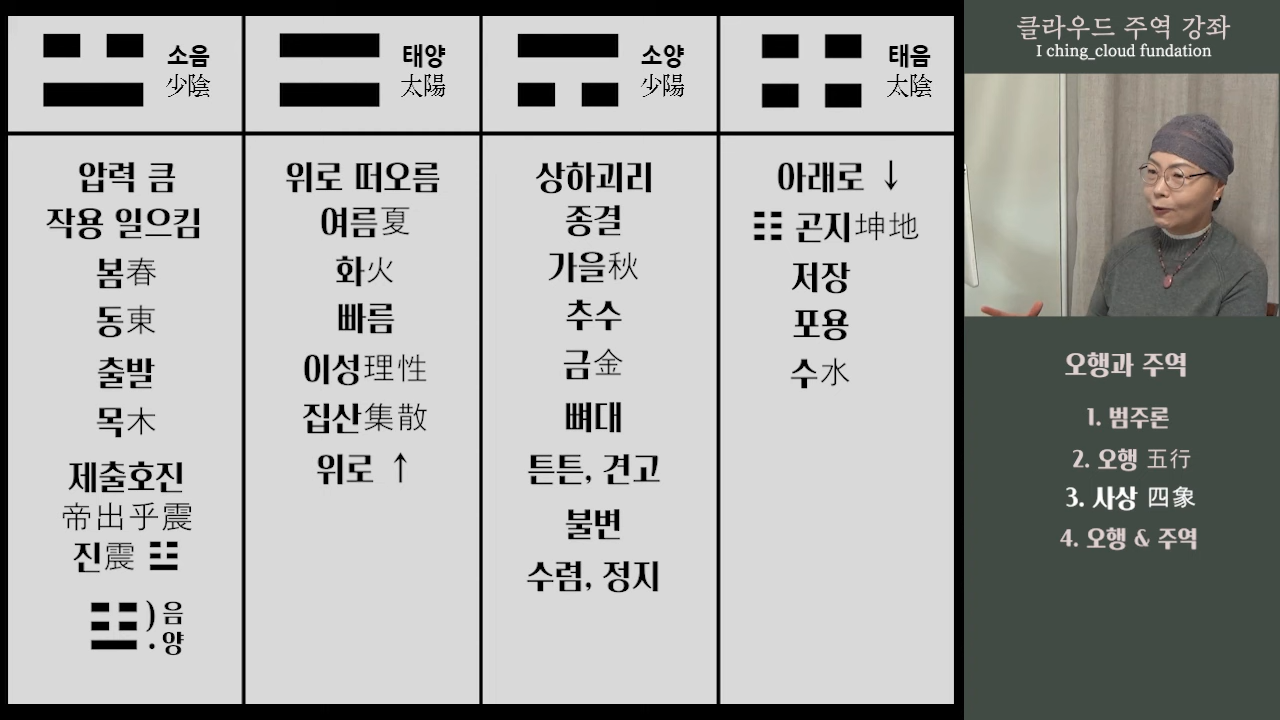 소음
少陰
압력 큼
작용 일으킴
봄春
동東
출발
목木
제출호진
帝出乎震
진震 ☳
☳ ) 음
· 양
태양
太陽
위로 떠오름
여름夏
화火
빠름
이성理性
집산集散
위로 ↑
소양
少陽
상하괴리
종결
가을秋
추수
금金
뼈대
튼튼, 견고
불변
수렴, 정지
태음
太陰
아래로 ↓
☷ 곤지坤地
저장
포용
수水
클라우드 주역 강좌
I ching_cloud fundation
오행과 주역
1. 범주론
2. 오행 五行
3. 사상 四象
4. 오행 & 주역